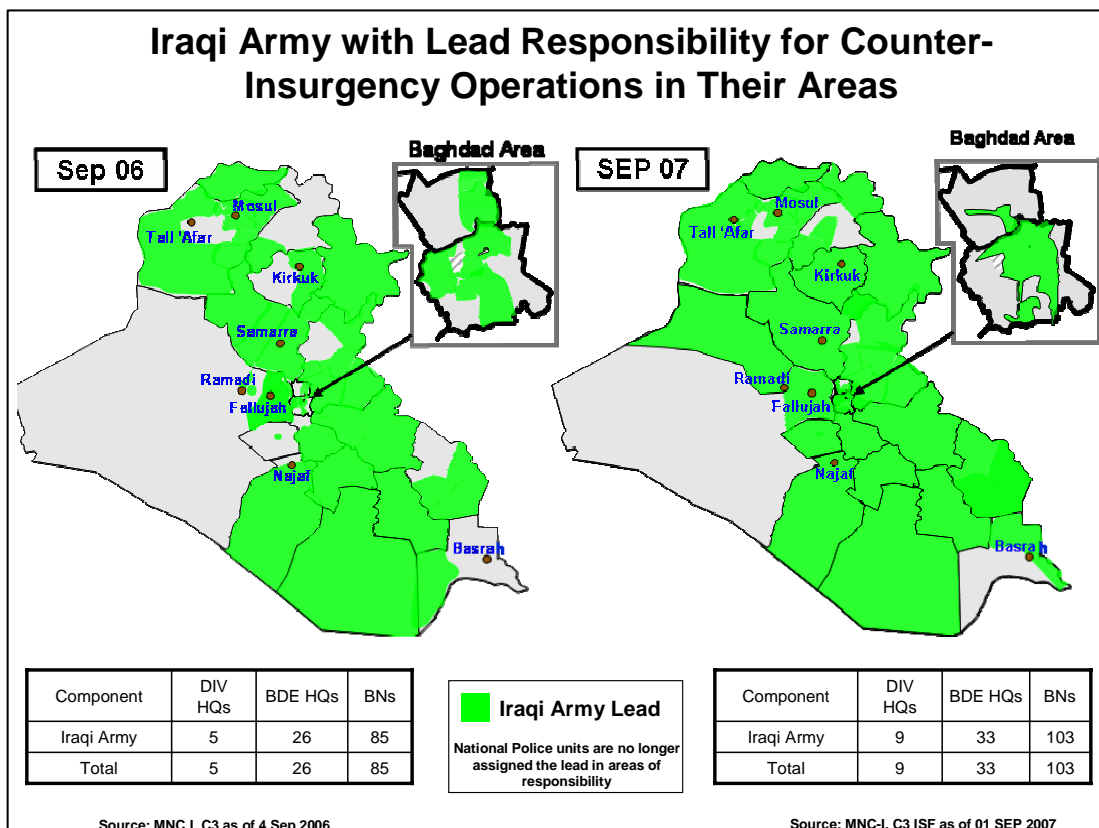 Iraqi Army with Lead Responsibility for Counter-
Insurgency Operations in Their Areas
Sep 06
Baghdad Area
Mosul
Tall 'Afar
Kirkuk
Samarra
Ramadi
Fallujah
Najaf
Basrah
SEP 07
Baghdad Area
Mosul
Tall 'Afar
Kirkuk
Samarra
Ramadi
Fallujah
Najaf
Basrah
Component DIV HQs BDE HQs BNs
Iraqi Army 5 26 85
Total 5 26 85
Iraqi Army Lead
National Police units are no longer
assigned the lead in areas of
responsibility
Component DIV HQs BDE HQs BNs
Iraqi Army 9 33 103
Total 9 33 103
Source: MNC I, C3 as of 4 Sep 2006
Source: MNC-I, C3 ISF as of 01 SEP 2007